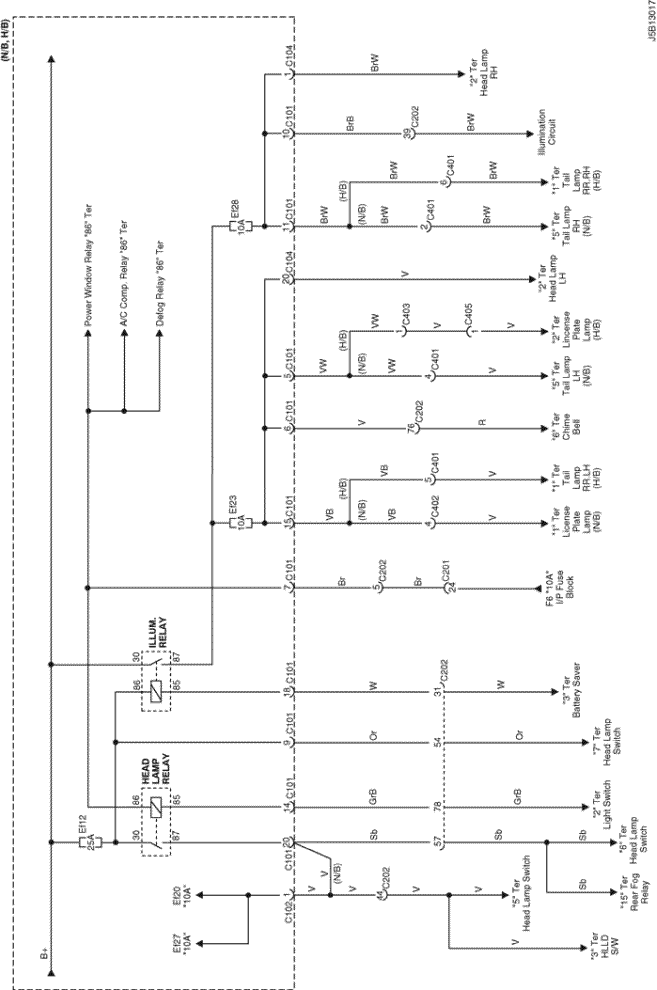 J5B13017
(N/B, H/B)
B+
Power Window Relay "86" Ter
A/C Comp. Relay "86" Ter
Defog Relay "86" Ter
Ef12
25A
Ef20
"10A"
Ef27
"10A"
HEAD
LAMP
RELAY
86
85
30
87
ILLUM.
RELAY
30
87
86
85
Ef23
10A
Ef28
10A
C102
1
C101
20
14
C101
9
C101
18
C101
7
C101
15
C101
6
C101
5
C101
20
C104
11
C101
10
C101
1
C104
V
V
(N/B)
V
44
C202
V
V
"3" Ter
HLLD
S/W
"5" Ter
Head Lamp Switch
Sb
57
Sb
Sb
Sb
"15" Ter
Rear Fog
Relay
"6" Ter
Head Lamp
Switch
GrB
78
GrB
"2" Ter
Light Switch
Or
54
Or
"7" Ter
Head Lamp
Switch
W
31
C202
W
"3" Ter
Battery Saver
Br
5
C202
Br
C201
24
F6 "10A"
I/P Fuse
Block
VB
(H/B)
(N/B)
VB
4
C402
V
"1" Ter
License
Plate
Lamp
(N/B)
VB
5
C401
V
"1" Ter
Tail
Lamp
RR.LH
(H/B)
V
76
C202
R
"6" Ter
Chime
Bell
VW
(H/B)
(N/B)
VW
4
C401
V
"5" Ter
Tail Lamp
LH
(N/B)
VW
1
C403
V
1
C405
V
"2" Ter
Lincense
Plate
Lamp
(H/B)
V
"2" Ter
Head Lamp
LH
BrW
(H/B)
(N/B)
BrW
2
C401
BrW
"5" Ter
Tail Lamp
RH
(N/B)
BrW
6
C401
BrW
"1" Ter
Tail
Lamp
RR.RH
(H/B)
BrB
39
C202
BrW
Illumination
Circuit
BrW
"2" Ter
Head Lamp
RH